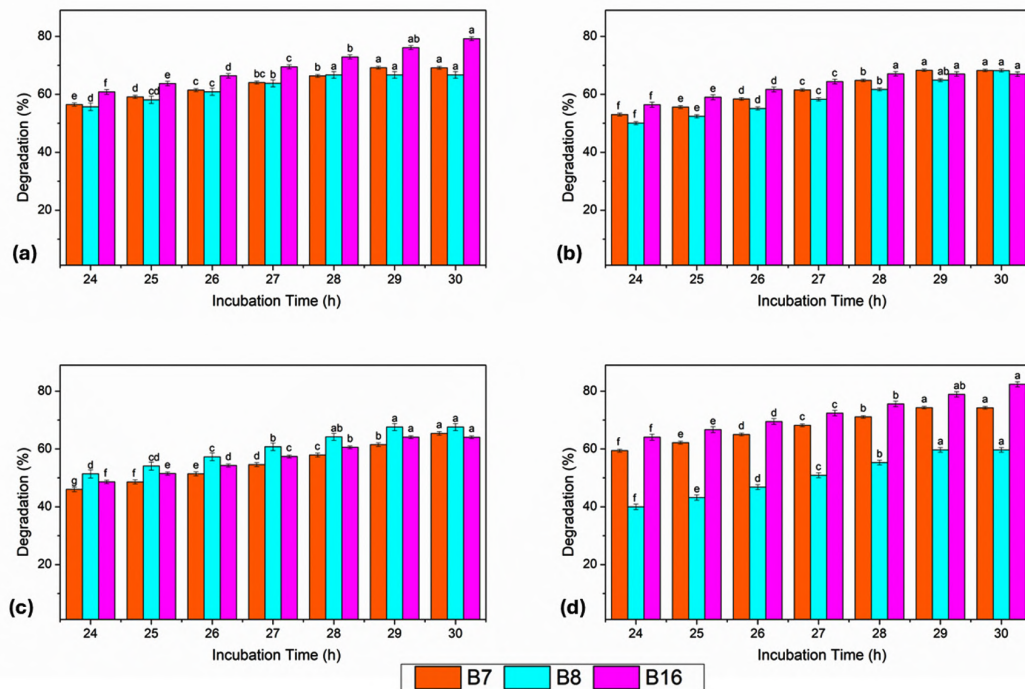 e d f d cd e c c d bc b c b a b a a ab a a a
80
60
40
20
Degradation (%)
(a)
24 25 26 27 28 29 30
Incubation Time (h)
f f f e e e d d d c c c b b a a ab a a a a
80
60
40
20
Degradation (%)
(b)
24 25 26 27 28 29 30
Incubation Time (h)
g d f f cd e e c d d b c c ab b b a a a a a
80
60
40
20
Degradation (%)
(c)
24 25 26 27 28 29 30
Incubation Time (h)
f f f e e e d d d c c c b b b a a ab a a a
80
60
40
20
Degradation (%)
(d)
24 25 26 27 28 29 30
Incubation Time (h)
B7 B8 B16